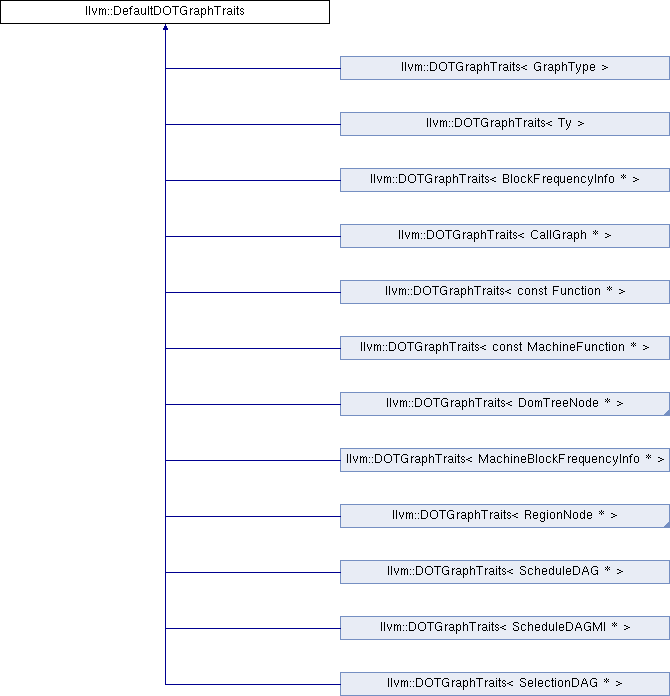 llvm::DefaultDOTGraphTraits
llvm::DOTGraphTraits< GraphType >
llvm::DOTGraphTraits< Ty >
llvm::DOTGraphTraits< BlockFrequencyInfo * >
llvm::DOTGraphTraits< CallGraph * >
llvm::DOTGraphTraits< const Function * >
llvm::DOTGraphTraits< const MachineFunction * >
llvm::DOTGraphTraits< DomTreeNode * >
llvm::DOTGraphTraits< MachineBlockFrequencyInfo * >
llvm::DOTGraphTraits< RegionNode * >
llvm::DOTGraphTraits< ScheduleDAG * >
llvm::DOTGraphTraits< ScheduleDAGMI * >
llvm::DOTGraphTraits< SelectionDAG * >